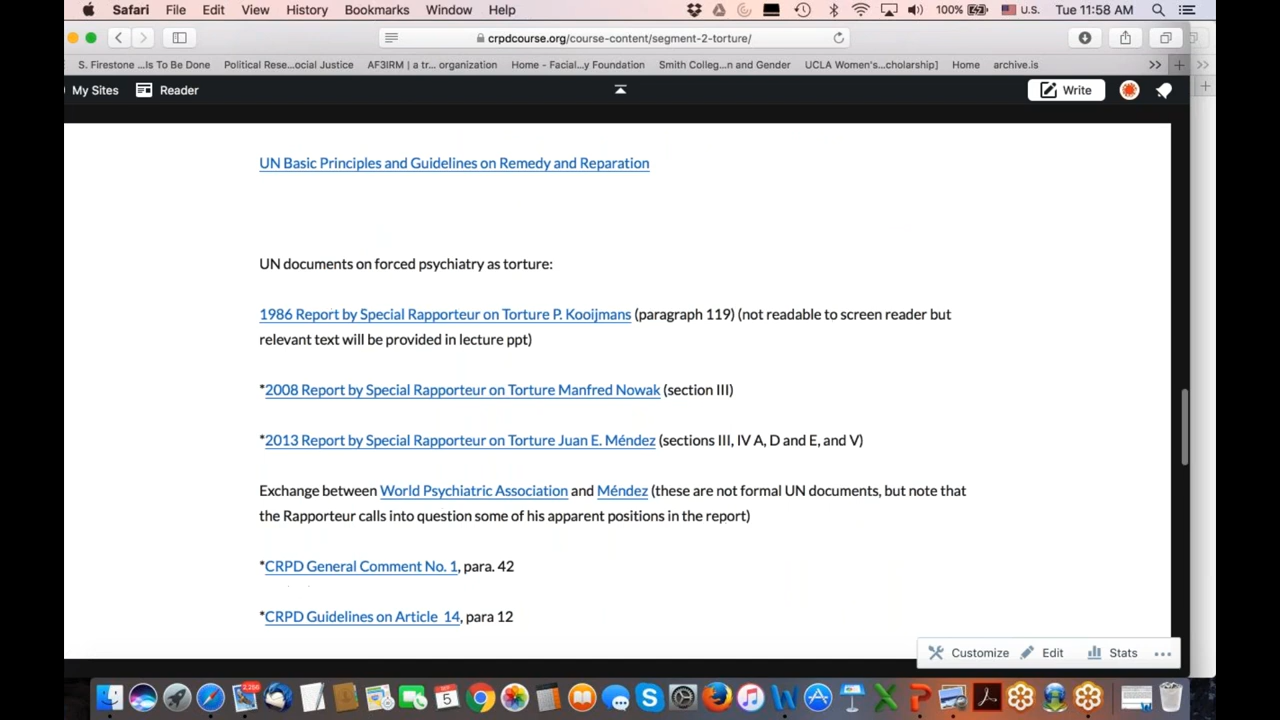 Safari File Edit View History Bookmarks Window Help 100% U.S. Tue 11:58 AM
crpdcourse.org/course-content/segment-2-torture/
S. Firestone ...Is To Be Done Political Rese...ocial Justice AF3IRM | a tr... organization Home - Facial...y Foundation Smith Colleg...n and Gender UCLA Women's...cholarship] Home archive.is >> + >>
My Sites Reader Write
UN Basic Principles and Guidelines on Remedy and Reparation
UN documents on forced psychiatry as torture:
1986 Report by Special Rapporteur on Torture P. Kooijmans (paragraph 119) (not readable to screen reader but
relevant text will be provided in lecture ppt)
*2008 Report by Special Rapporteur on Torture Manfred Nowak (section III)
*2013 Report by Special Rapporteur on Torture Juan E. Méndez (sections III, IV A, D and E, and V)
Exchange between World Psychiatric Association and Méndez (these are not formal UN documents, but note that
the Rapporteur calls into question some of his apparent positions in the report)
*CRPD General Comment No. 1, para. 42
*CRPD Guidelines on Article 14, para 12
Customize Edit Stats ...